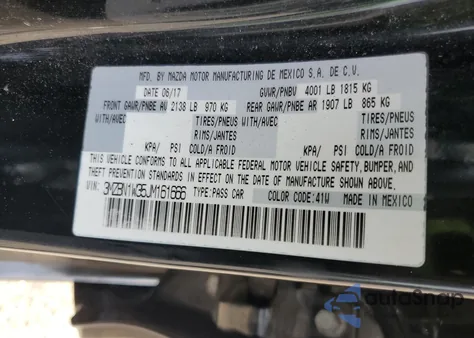 MFD. BY MAZDA MOTOR MANUFACTURING DE MEXICO S.A. DE C.V.
DATE 06/17 GVWR/PNBV 4001 LB 1815 KG
FRONT GAWR/PNBE AV 2138 LB 970 KG REAR GAWR/PNBE AR 1907 LB 865 KG
WITH/AVEC TIRES/PNEUS WITH/AVEC TIRES/PNEUS
RIMS/JANTES RIMS/JANTES
KPA/ PSI COLD/A FROID KPA/ PSI COLD/A FROID
THIS VEHICLE CONFORMS TO ALL APPLICABLE FEDERAL MOTOR VEHICLE SAFETY, BUMPER, AND
THEFT PREVENTION STANDARDS IN EFFECT ON THE DATE OF MANUFACTURE SHOWN ABOVE.
VIN: 3MZBN1W35JM161666 TYPE: PASS CAR COLOR CODE: 41W MADE IN MEXICO
autoSnap